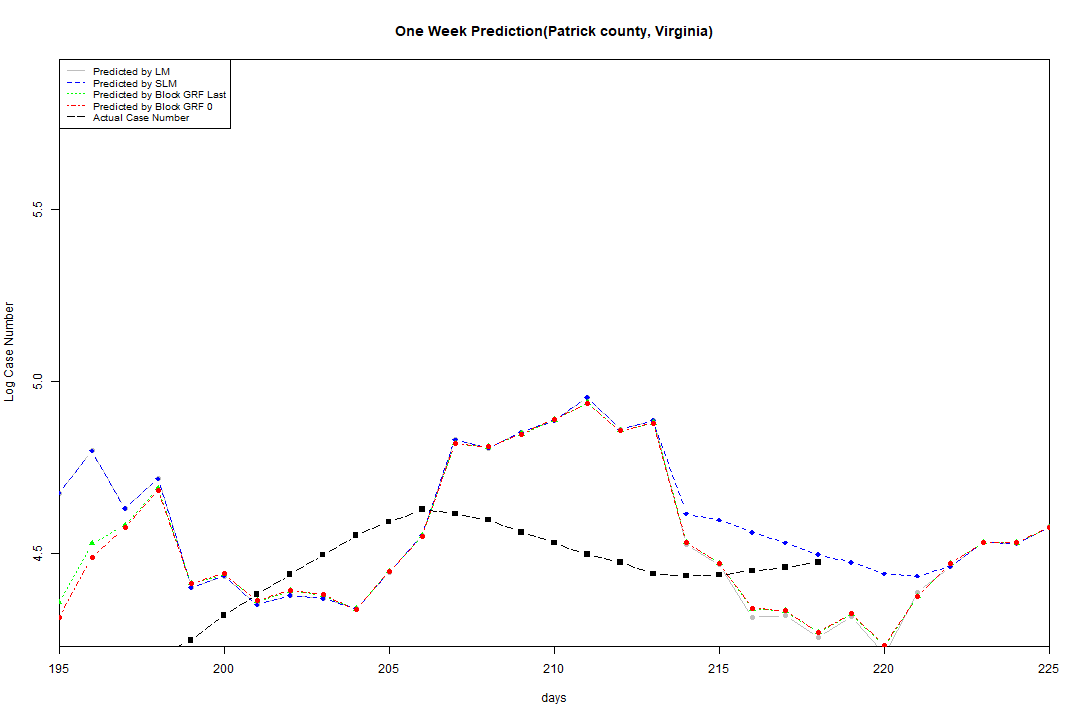 One Week Prediction(Patrick county, Virginia)
Predicted by LM
Predicted by SLM
Predicted by Block GRF Last
Predicted by Block GRF 0
Actual Case Number
5.5
5.0
4.5
Log Case Number
195 200 205 210 215 220 225
days